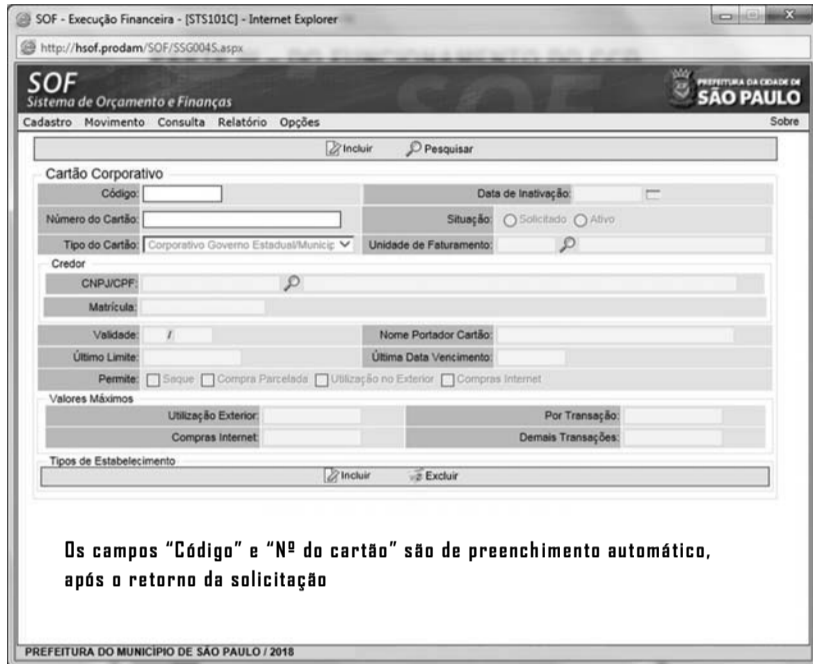 SOF - Execução Financeira - [STS101C] - Internet Explorer
http://hsof.prodam/SOF/SSG004S.aspx
SOF
Sistema de Orçamento e Finanças
PREFEITURA DA CIDADE DE
SÃO PAULO
Cadastro Movimento Consulta Relatório Opções Sobre
Incluir Pesquisar
Cartão Corporativo
Código: Data de Inativação:
Número do Cartão: Situação: Solicitado Ativo
Tipo do Cartão: Corporativo Governo Estadual/Municip Unidade de Faturamento:
Credor
CNPJ/CPF:
Matrícula:
Validade: / Nome Portador Cartão:
Último Limite: Última Data Vencimento:
Permite: Saque Compra Parcelada Utilização no Exterior Compras Internet
Valores Máximos
Utilização Exterior: Por Transação:
Compras Internet: Demais Transações:
Tipos de Estabelecimento
Incluir Excluir
Os campos “Código” e “Nº do cartão” são de preenchimento automático,
após o retorno da solicitação
PREFEITURA DO MUNICÍPIO DE SÃO PAULO / 2018